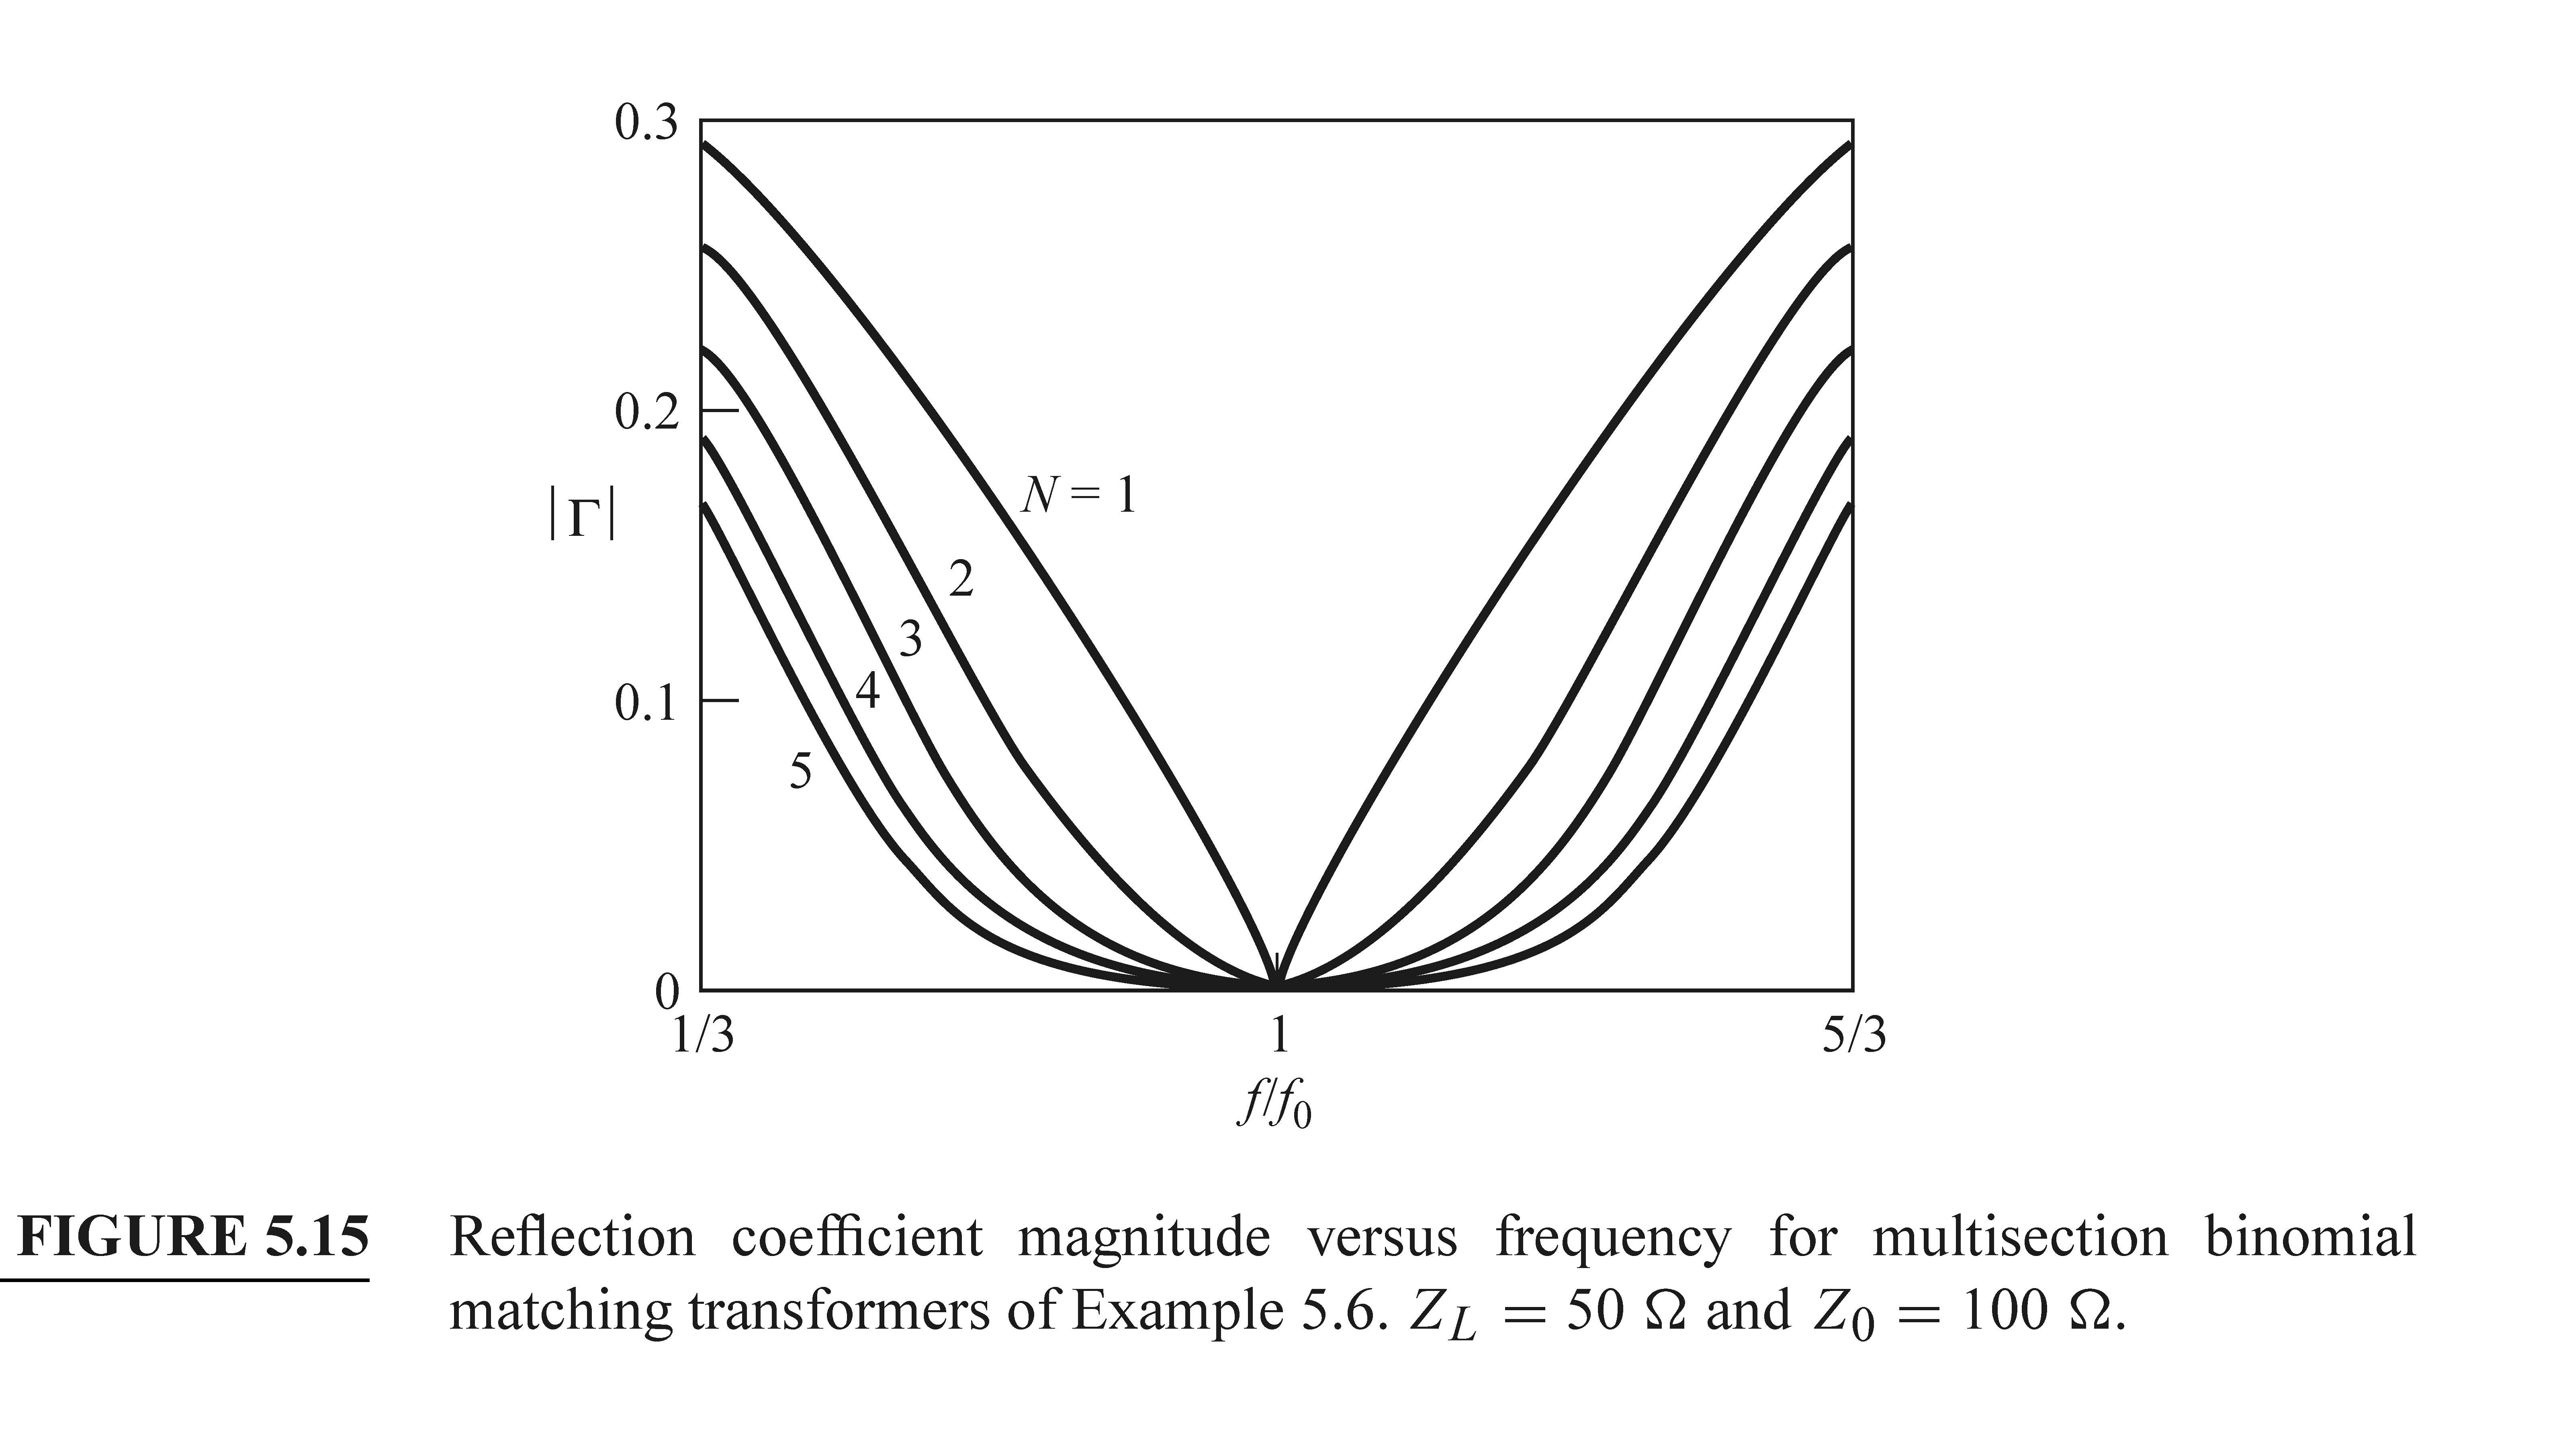 0.3
0.2
|Γ|
N = 1
2
3
4
0.1
5
0
1/3 1 5/3
f/f₀
FIGURE 5.15 Reflection coefficient magnitude versus frequency for multisection binomial
matching transformers of Example 5.6. Z_L = 50 Ω and Z₀ = 100 Ω.